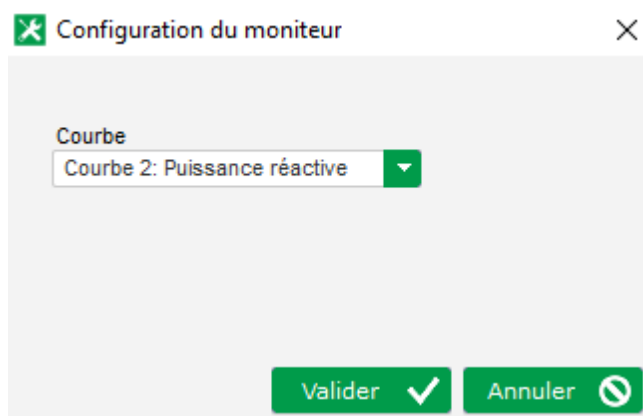 Configuration du moniteur
Courbe
Courbe 2: Puissance réactive
Valider
Annuler